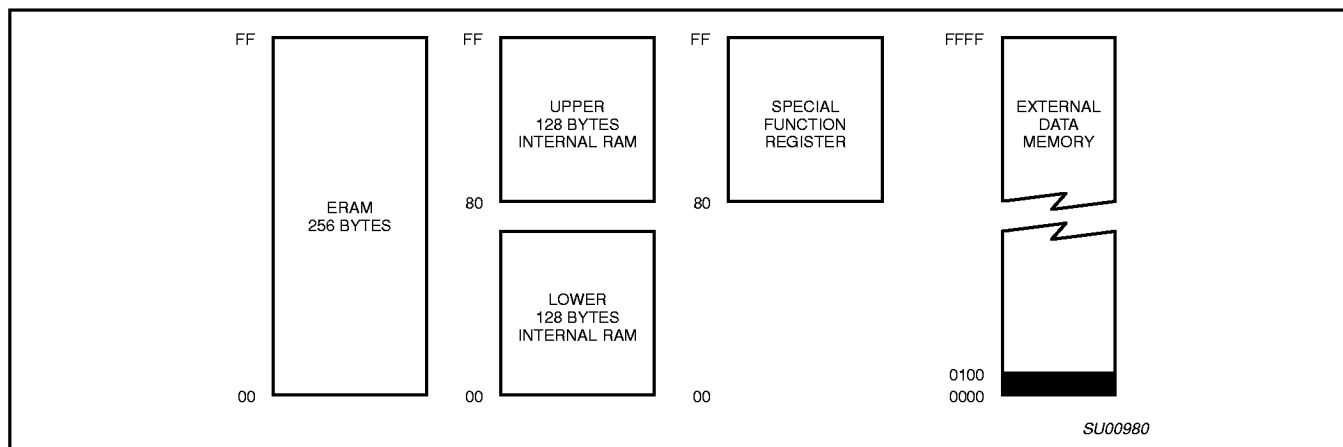 FF
ERAM
256 BYTES
00
FF
UPPER
128 BYTES
INTERNAL RAM
80
LOWER
128 BYTES
INTERNAL RAM
00
FF
SPECIAL
FUNCTION
REGISTER
80
00
FFFF
EXTERNAL
DATA
MEMORY
0100
0000
SU00980